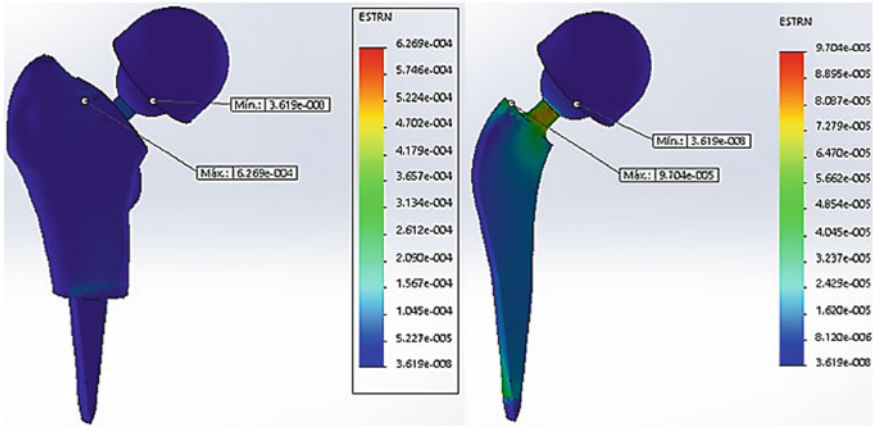 ESTRN
6.269e-004
5.746e-004
5.224e-004
4.702e-004
4.179e-004
3.657e-004
3.134e-004
2.612e-004
2.090e-004
1.567e-004
1.045e-004
5.227e-005
3.619e-008
Mín.: 3.619e-008
Máx.: 6.269e-004
ESTRN
9.704e-005
8.895e-005
8.087e-005
7.279e-005
6.470e-005
5.662e-005
4.854e-005
4.045e-005
3.237e-005
2.429e-005
1.620e-005
8.120e-006
3.619e-008
Mín.: 3.619e-008
Máx.: 9.704e-005